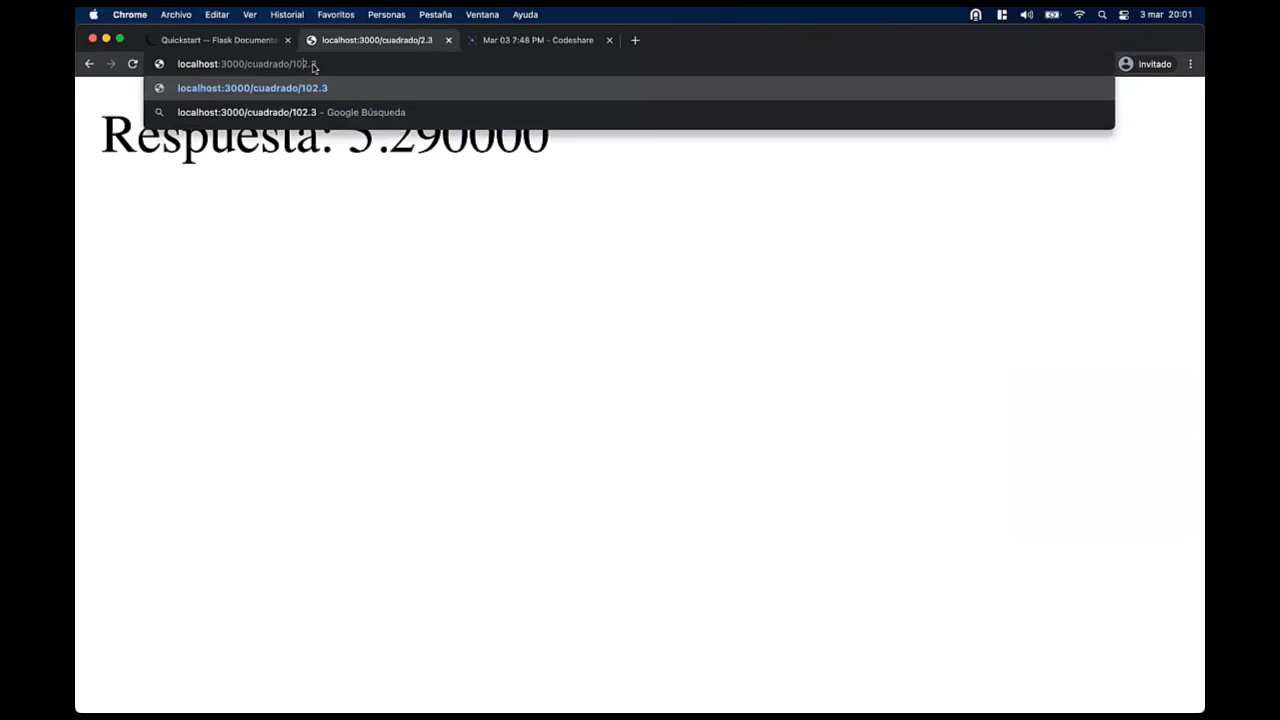 Chrome Archivo Editar Ver Historial Favoritos Personas Pestaña Ventana Ayuda 3 mar 20:01
Quickstart — Flask Documenta localhost:3000/cuadrado/2.3 Mar 03 7:48 PM - Codeshare
localhost:3000/cuadrado/102.3 Invitado
localhost:3000/cuadrado/102.3
localhost:3000/cuadrado/102.3 - Google Búsqueda
Respuesta: 5.290000